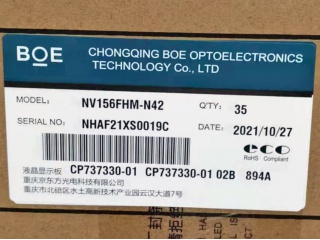 BOE
CHONGQING BOE OPTOELECTRONICS
TECHNOLOGY Co., LTD
MODEL: NV156FHM-N42 Q'TY: 35
SERIAL NO: NHAF21XS0019C DATE: 2021/10/27
eco
RoHS Compliant
液晶显示板 CP737330-01 CP737330-01 02B 894A
重庆京东方光电科技有限公司
重庆市北碚区水土高新技术产业园云汉大道7号